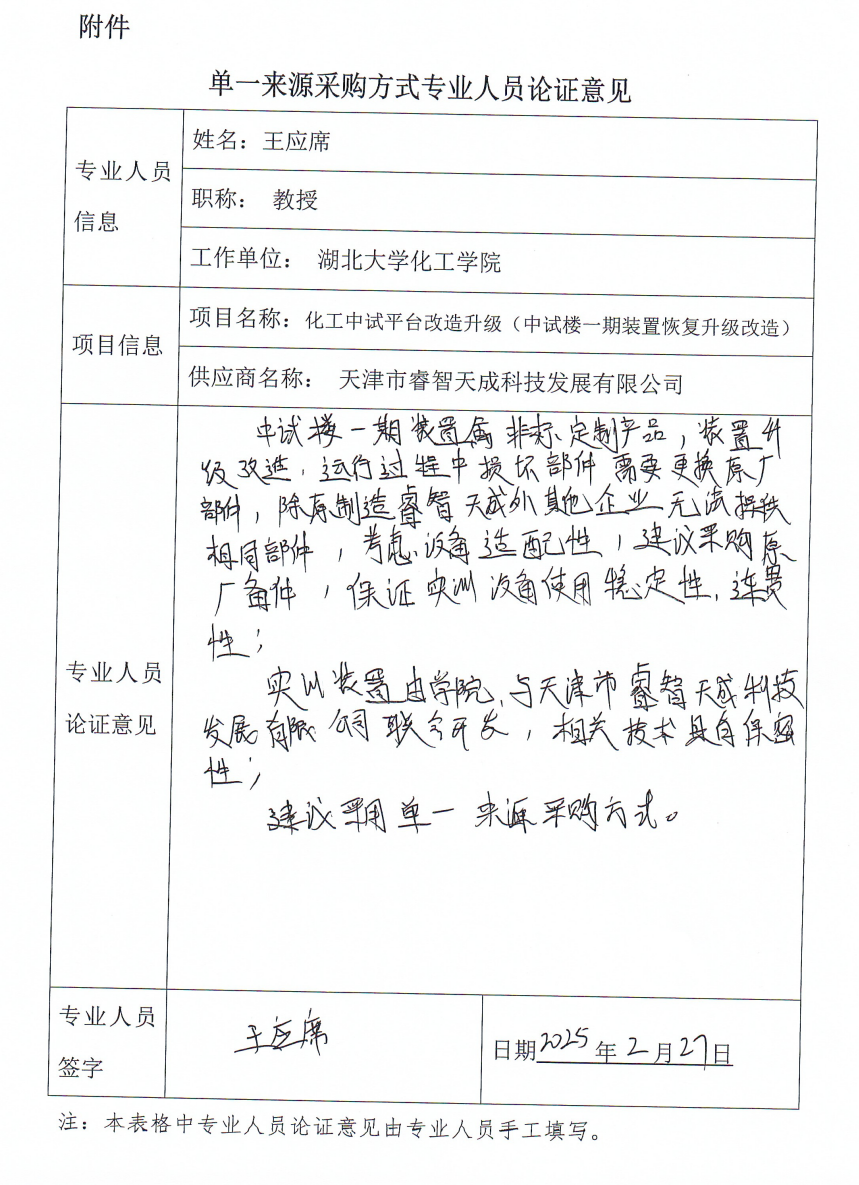 附件
单一来源采购方式专业人员论证意见
专业人员
信息
姓名：王应席
职称： 教授
工作单位： 湖北大学化工学院
项目信息
项目名称：化工中试平台改造升级（中试楼一期装置恢复升级改造）
供应商名称： 天津市睿智天成科技发展有限公司
专业人员
论证意见
中试楼一期装置属非标定制产品，装置升
级改造，运行过程中损坏部件需要更换原厂
部件，除原制造睿智天成外其他企业无法提供
相同部件，考虑设备适配性，建议采购原
厂备件，保证实训设备使用稳定性、连贯
性；
实训装置由学院、与天津市睿智天成科技
发展有限公司联合开发，相关技术具有保密
性；
建议采用单一来源采购方式。
专业人员
签字
王应席
日期2025年2月27日
注：本表格中专业人员论证意见由专业人员手工填写。